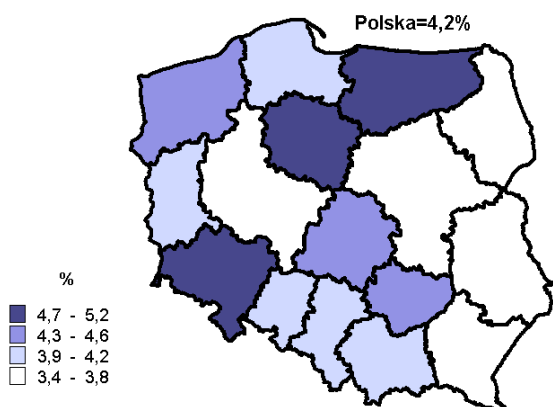 Polska=4,2%
%
4,7 - 5,2
4,3 - 4,6
3,9 - 4,2
3,4 - 3,8